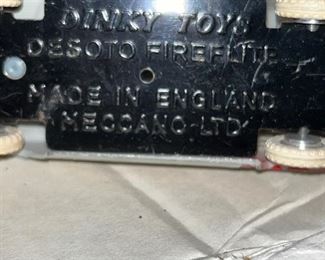 DINKY TOYS
DESOTO FIREFLITE
MADE IN ENGLAND
MECCANO LTD